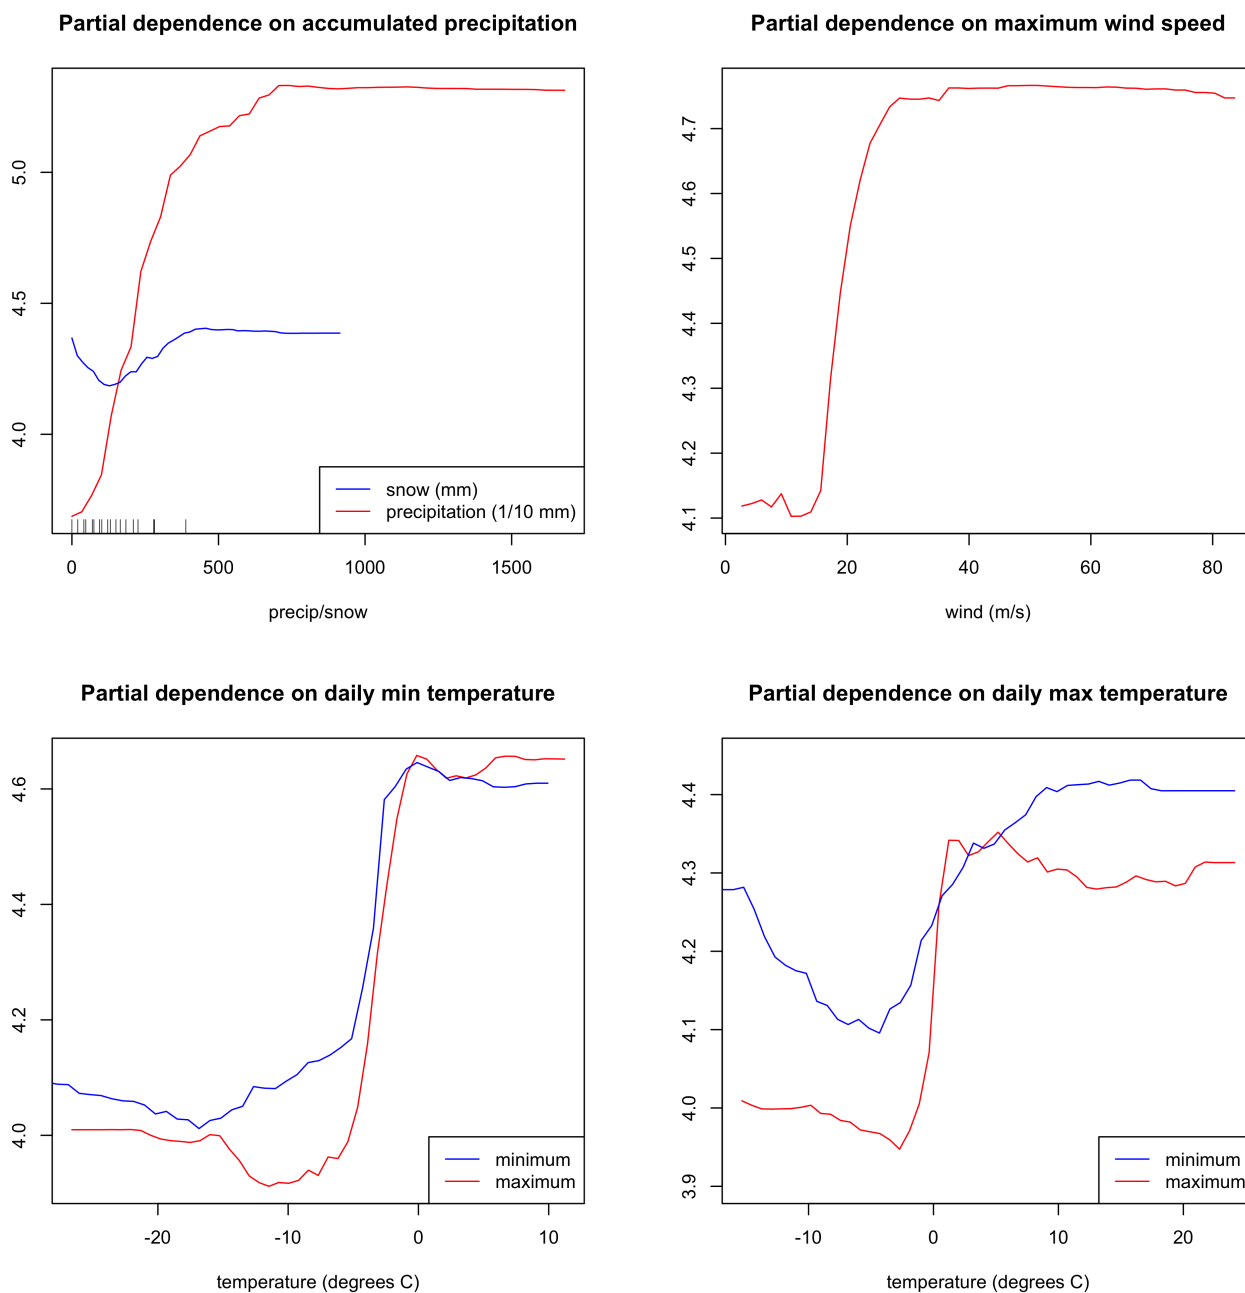 Partial dependence on accumulated precipitation
5.0
4.5
4.0
snow (mm)
precipitation (1/10 mm)
0 500 1000 1500
precip/snow
Partial dependence on maximum wind speed
4.7
4.6
4.5
4.4
4.3
4.2
4.1
0 20 40 60 80
wind (m/s)
Partial dependence on daily min temperature
4.6
4.4
4.2
4.0
minimum
maximum
-20 -10 0 10
temperature (degrees C)
Partial dependence on daily max temperature
4.4
4.3
4.2
4.1
4.0
3.9
minimum
maximum
-10 0 10 20
temperature (degrees C)